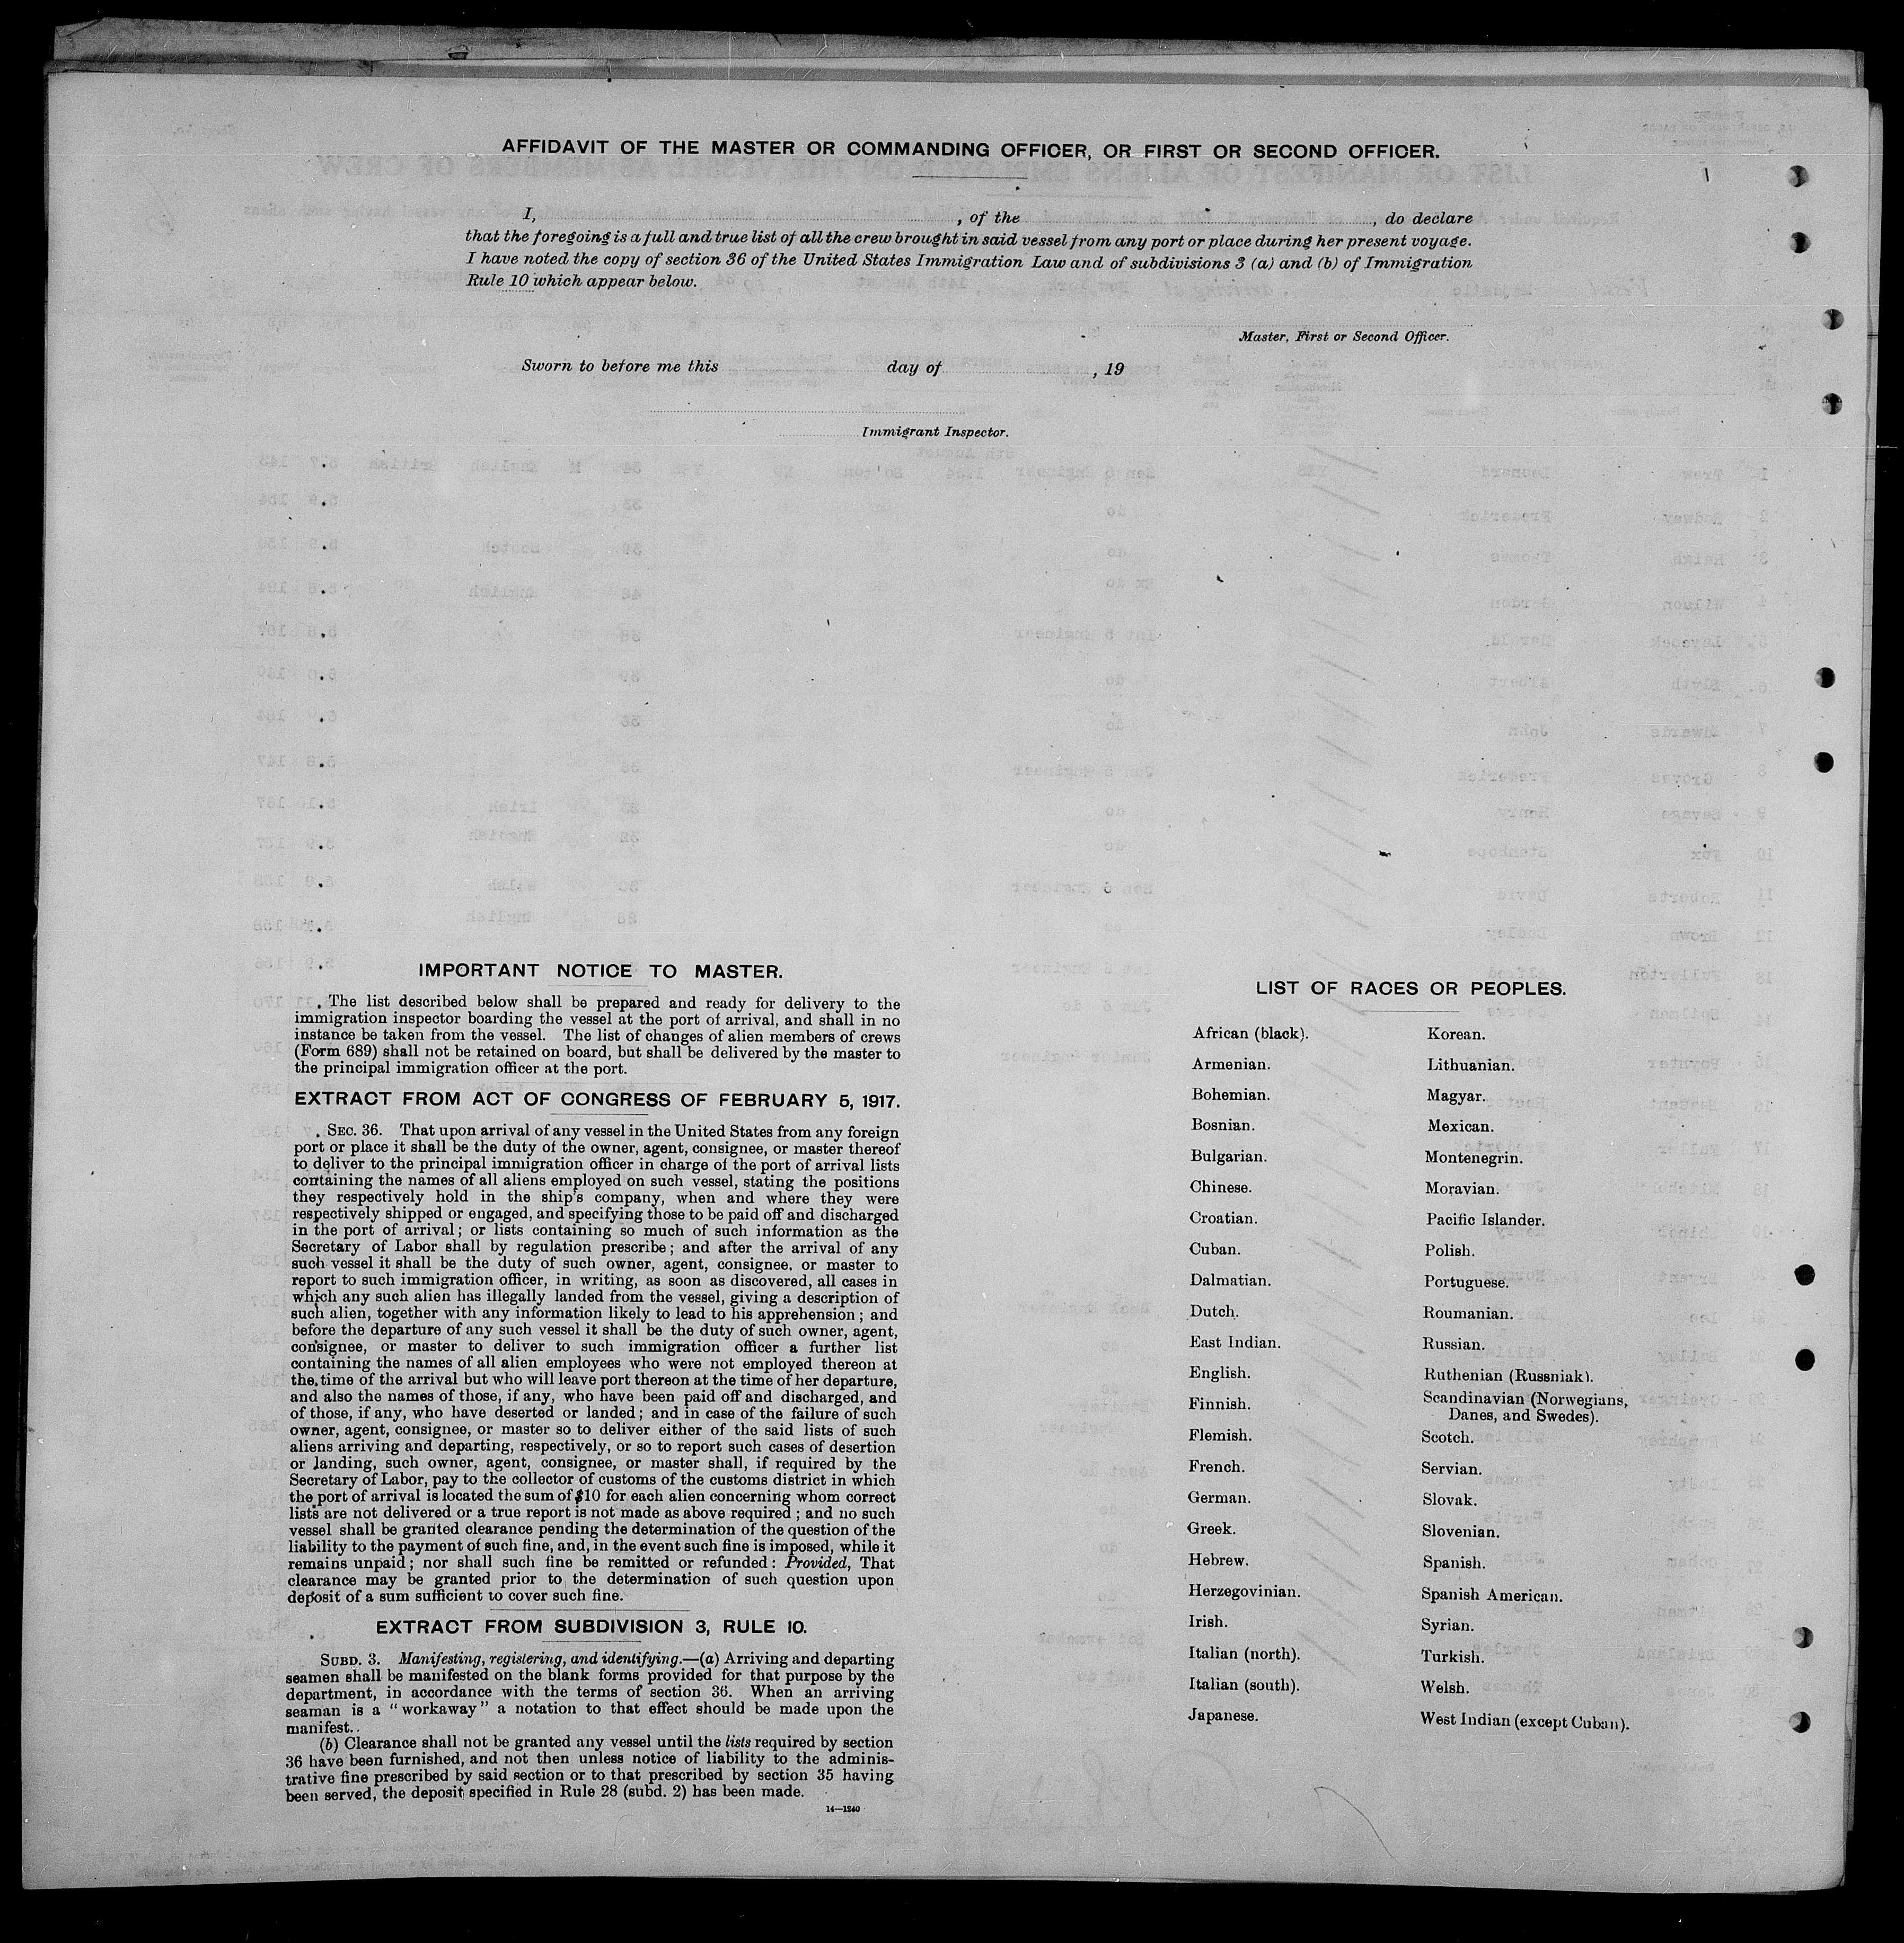 AFFIDAVIT OF THE MASTER OR COMMANDING OFFICER, OR FIRST OR SECOND OFFICER.
I, , of the , do declare
that the foregoing is a full and true list of all the crew brought in said vessel from any port or place during her present voyage.
I have noted the copy of section 36 of the United States Immigration Law and of subdivisions 3 (a) and (b) of Immigration
Rule 10 which appear below.
Master, First or Second Officer.
Sworn to before me this day of , 19
Immigrant Inspector.
IMPORTANT NOTICE TO MASTER.
The list described below shall be prepared and ready for delivery to the
immigration inspector boarding the vessel at the port of arrival, and shall in no
instance be taken from the vessel. The list of changes of alien members of crews
(Form 689) shall not be retained on board, but shall be delivered by the master to
the principal immigration officer at the port.
EXTRACT FROM ACT OF CONGRESS OF FEBRUARY 5, 1917.
SEC. 36. That upon arrival of any vessel in the United States from any foreign
port or place it shall be the duty of the owner, agent, consignee, or master thereof
to deliver to the principal immigration officer in charge of the port of arrival lists
containing the names of all aliens employed on such vessel, stating the positions
they respectively hold in the ship's company, when and where they were
respectively shipped or engaged, and specifying those to be paid off and discharged
in the port of arrival; or lists containing so much of such information as the
Secretary of Labor shall by regulation prescribe; and after the arrival of any
such vessel it shall be the duty of such owner, agent, consignee, or master to
report to such immigration officer, in writing, as soon as discovered, all cases in
which any such alien has illegally landed from the vessel, giving a description of
such alien, together with any information likely to lead to his apprehension; and
before the departure of any such vessel it shall be the duty of such owner, agent,
consignee, or master to deliver to such immigration officer a further list
containing the names of all alien employees who were not employed thereon at
the time of the arrival but who will leave port thereon at the time of her departure,
and also the names of those, if any, who have been paid off and discharged, and
of those, if any, who have deserted or landed; and in case of the failure of such
owner, agent, consignee, or master so to deliver either of the said lists of such
aliens arriving and departing, respectively, or so to report such cases of desertion
or landing, such owner, agent, consignee, or master shall, if required by the
Secretary of Labor, pay to the collector of customs of the customs district in which
the port of arrival is located the sum of $10 for each alien concerning whom correct
lists are not delivered or a true report is not made as above required; and no such
vessel shall be granted clearance pending the determination of the question of the
liability to the payment of such fine, and, in the event such fine is imposed, while it
remains unpaid; nor shall such fine be remitted or refunded: Provided, That
clearance may be granted prior to the determination of such question upon
deposit of a sum sufficient to cover such fine.
EXTRACT FROM SUBDIVISION 3, RULE 10.
SUBD. 3. Manifesting, registering, and identifying.—(a) Arriving and departing
seamen shall be manifested on the blank forms provided for that purpose by the
department, in accordance with the terms of section 36. When an arriving
seaman is a "workaway" a notation to that effect should be made upon the
manifest.
(b) Clearance shall not be granted any vessel until the lists required by section
36 have been furnished, and not then unless notice of liability to the adminis-
trative fine prescribed by said section or to that prescribed by section 35 having
been served, the deposit specified in Rule 28 (subd. 2) has been made.
14—1240
LIST OF RACES OR PEOPLES.
African (black).
Armenian.
Bohemian.
Bosnian.
Bulgarian.
Chinese.
Croatian.
Cuban.
Dalmatian.
Dutch.
East Indian.
English.
Finnish.
Flemish.
French.
German.
Greek.
Hebrew.
Herzegovinian.
Irish.
Italian (north).
Italian (south).
Japanese.
Korean.
Lithuanian.
Magyar.
Mexican.
Montenegrin.
Moravian.
Pacific Islander.
Polish.
Portuguese.
Roumanian.
Russian.
Ruthenian (Russniak).
Scandinavian (Norwegians,
Danes, and Swedes).
Scotch.
Servian.
Slovak.
Slovenian.
Spanish.
Spanish American.
Syrian.
Turkish.
Welsh.
West Indian (except Cuban).